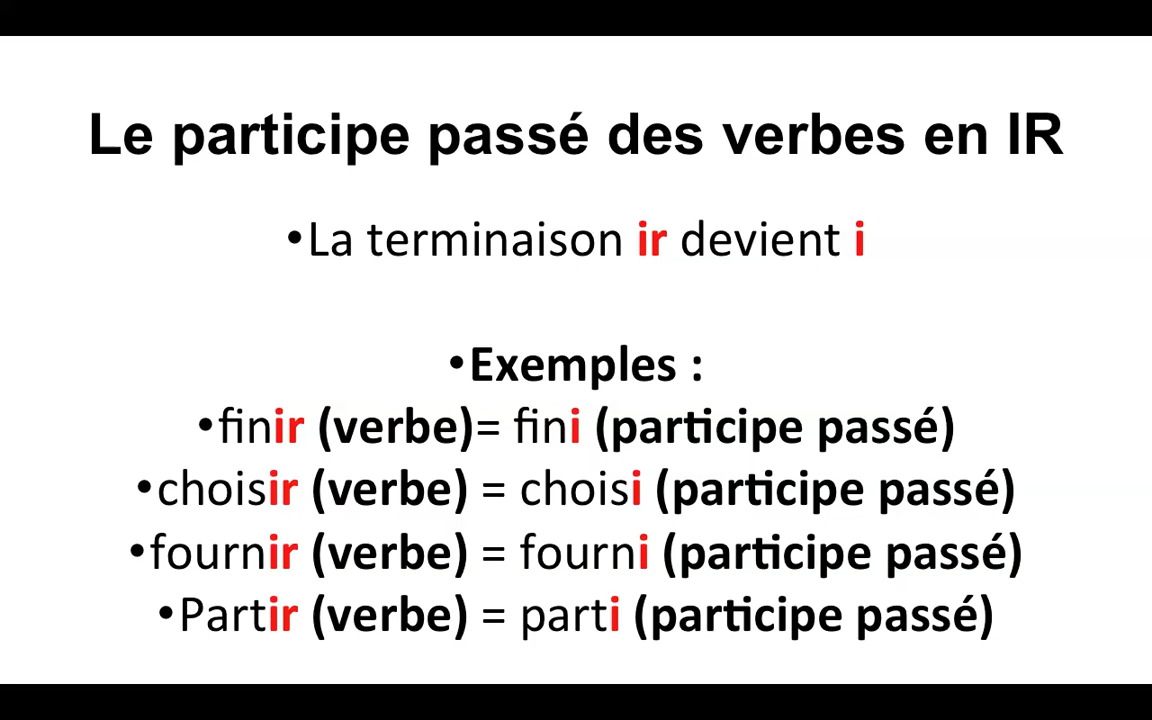 Le participe passé des verbes en IR
•La terminaison ir devient i
•Exemples :
•finir (verbe)= fini (participe passé)
•choisir (verbe) = choisi (participe passé)
•fournir (verbe) = fourni (participe passé)
•Partir (verbe) = parti (participe passé)